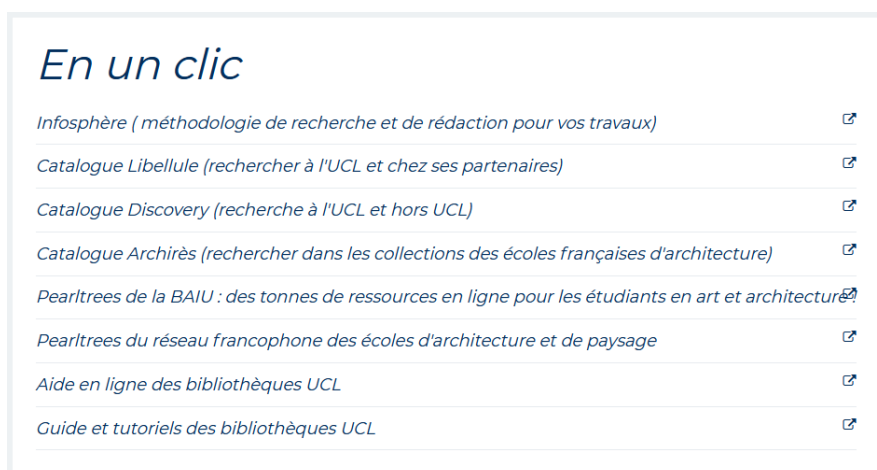 En un clic
Infosphère ( méthodologie de recherche et de rédaction pour vos travaux)
Catalogue Libellule (rechercher à l'UCL et chez ses partenaires)
Catalogue Discovery (recherche à l'UCL et hors UCL)
Catalogue Archirès (rechercher dans les collections des écoles françaises d'architecture)
Pearltrees de la BAIU : des tonnes de ressources en ligne pour les étudiants en art et architecture !
Pearltrees du réseau francophone des écoles d'architecture et de paysage
Aide en ligne des bibliothèques UCL
Guide et tutoriels des bibliothèques UCL